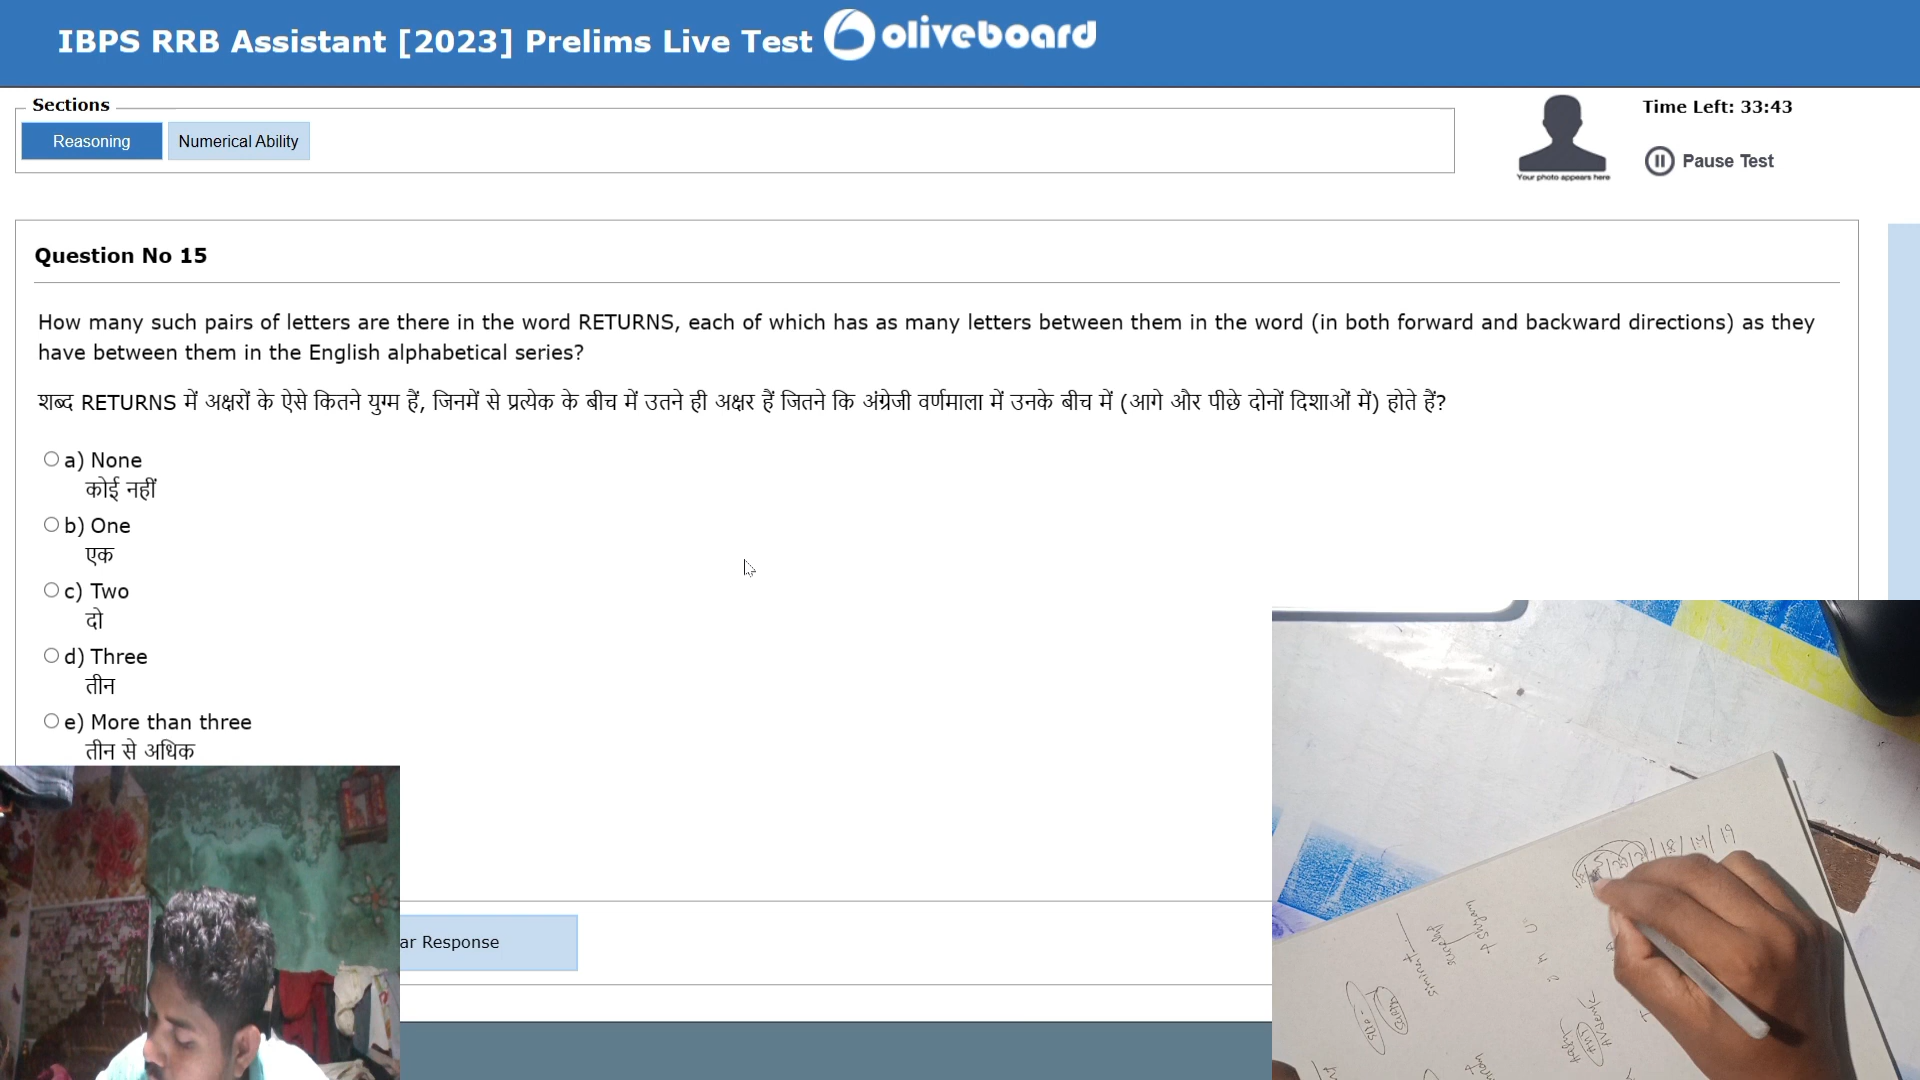 IBPS RRB Assistant [2023] Prelims Live Test oliveboard
Sections
Reasoning Numerical Ability
Your photo appears here
Time Left: 33:43
Pause Test
Question No 15
How many such pairs of letters are there in the word RETURNS, each of which has as many letters between them in the word (in both forward and backward directions) as they
have between them in the English alphabetical series?
शब्द RETURNS में अक्षरों के ऐसे कितने युग्म हैं, जिनमें से प्रत्येक के बीच में उतने ही अक्षर हैं जितने कि अंग्रेजी वर्णमाला में उनके बीच में (आगे और पीछे दोनों दिशाओं में) होते हैं?
a) None
कोई नहीं
b) One
एक
c) Two
दो
d) Three
तीन
e) More than three
तीन से अधिक
ar Response